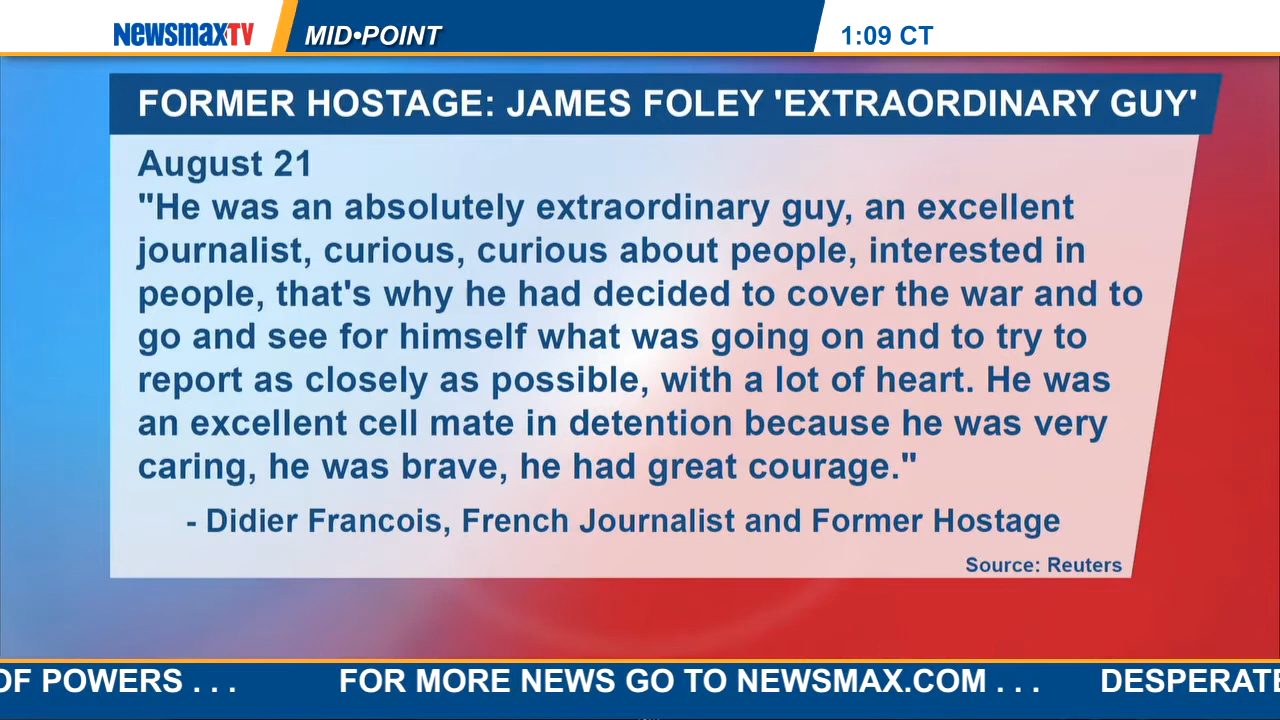 NEWSMAXTV
MID•POINT
1:09 CT
FORMER HOSTAGE: JAMES FOLEY 'EXTRAORDINARY GUY'
August 21
"He was an absolutely extraordinary guy, an excellent
journalist, curious, curious about people, interested in
people, that's why he had decided to cover the war and to
go and see for himself what was going on and to try to
report as closely as possible, with a lot of heart. He was
an excellent cell mate in detention because he was very
caring, he was brave, he had great courage."
- Didier Francois, French Journalist and Former Hostage
Source: Reuters
OF POWERS . . . FOR MORE NEWS GO TO NEWSMAX.COM . . . DESPERATE